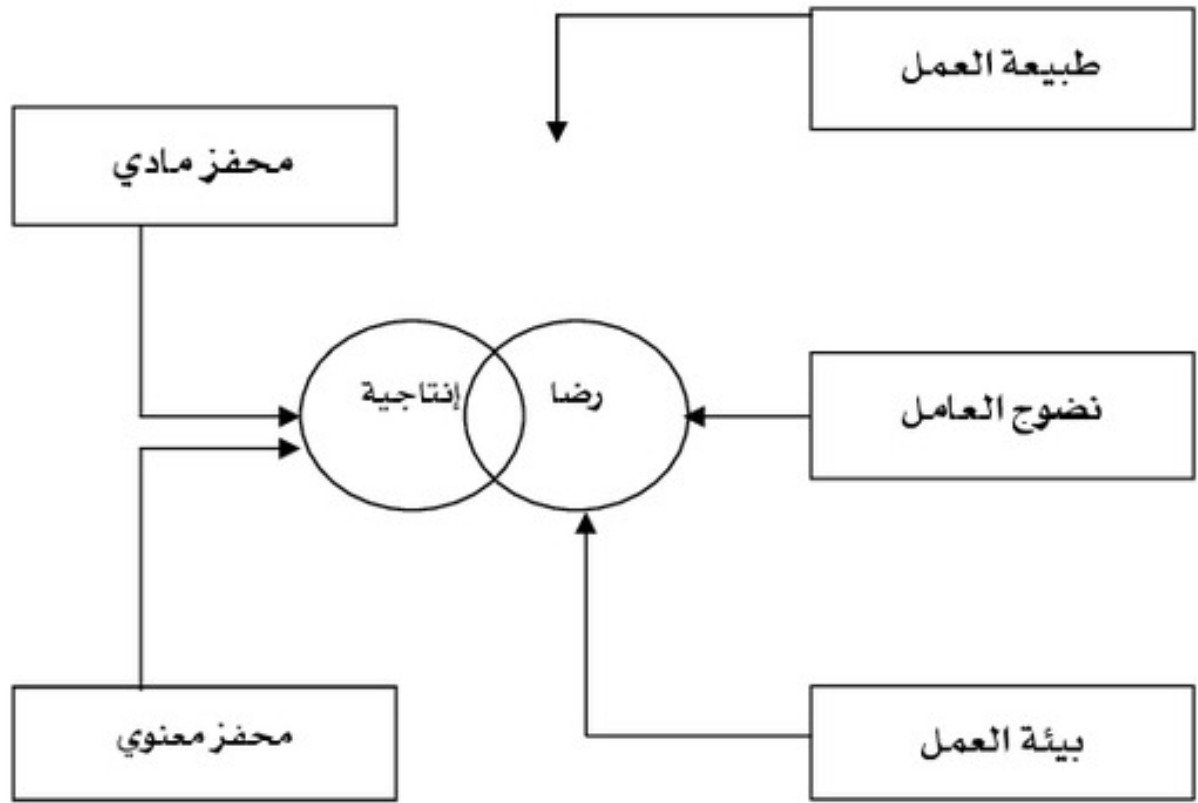 طبيعة العمل
محفز مادي
رضا
إنتاجية
نضوج العامل
بيئة العمل
محفز معنوي